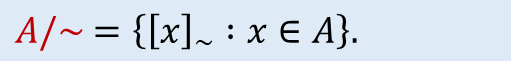 A/∼ = {[x]∼ : x ∈ A}.